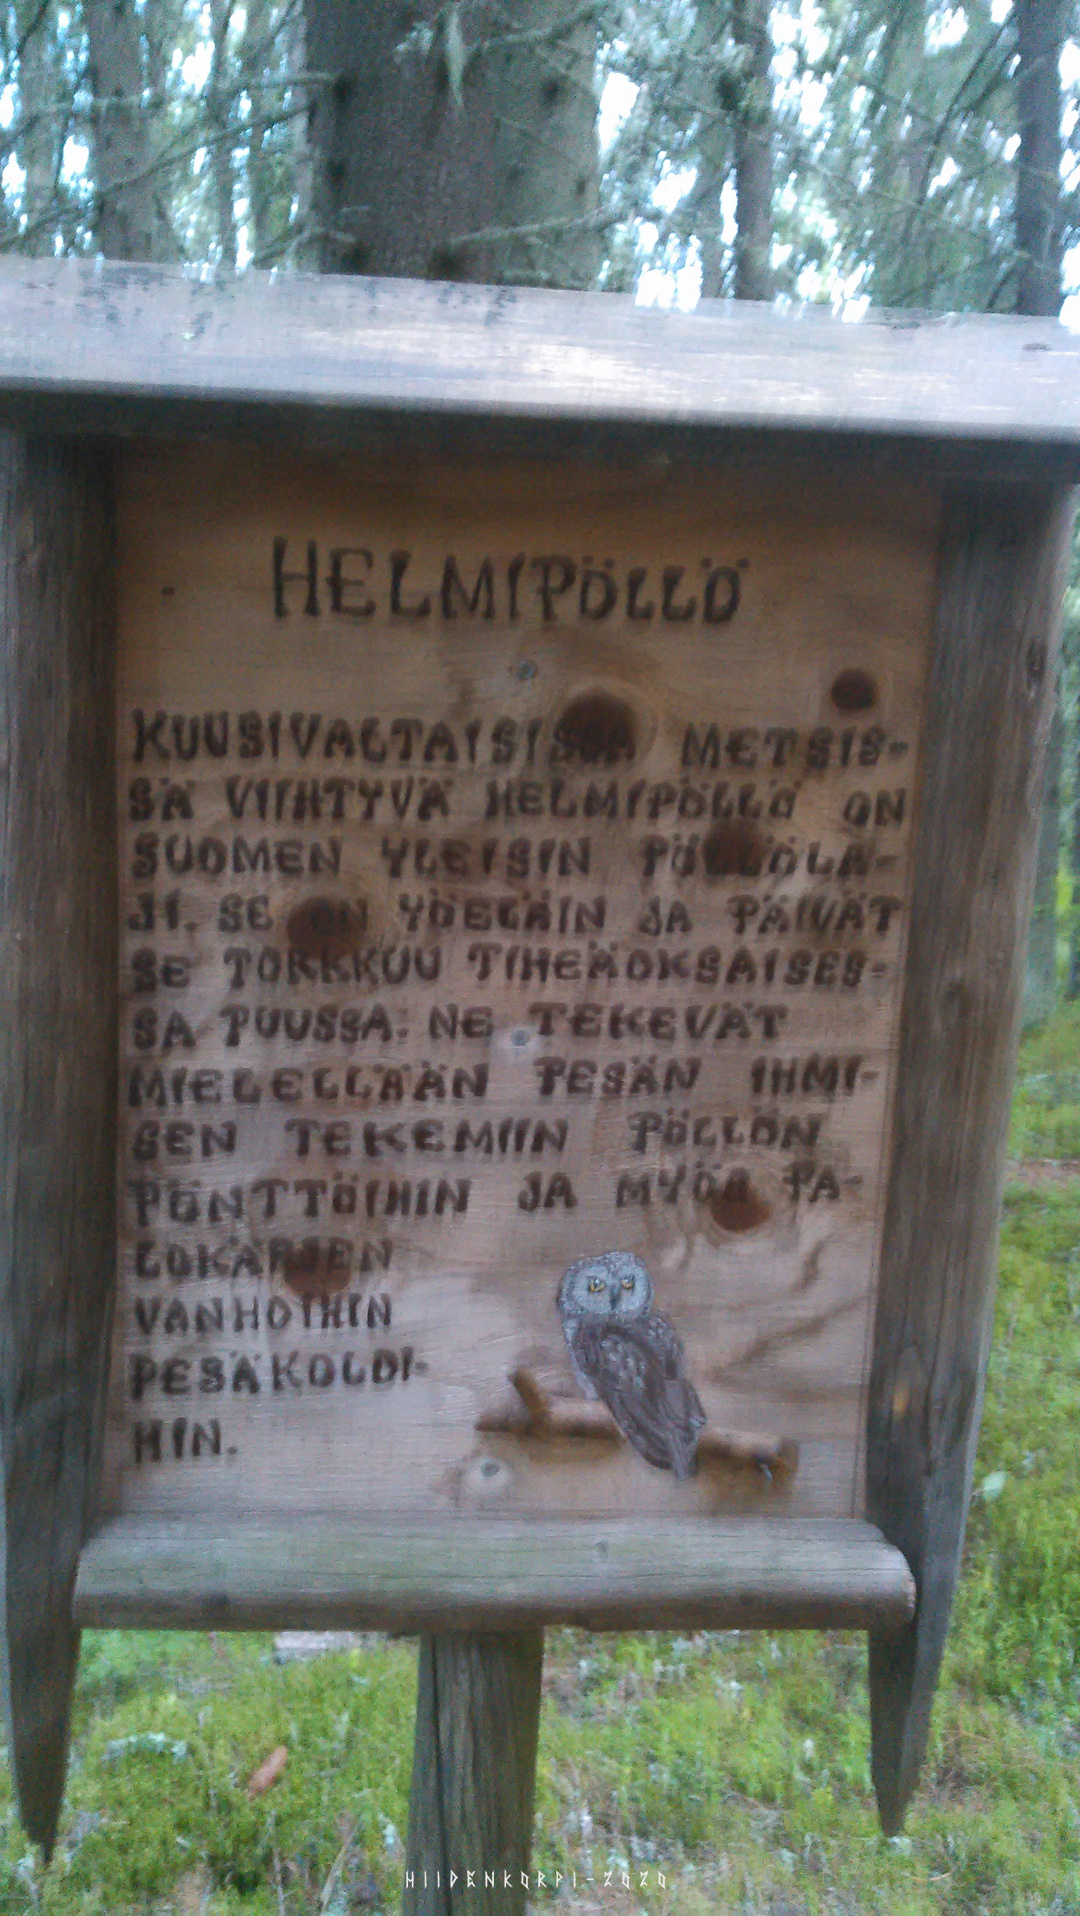 HELMIPÖLLÖ
KUUSIVALTAISISSA METSIS-
SÄ VIIHTYVÄ HELMIPÖLLÖ ON
SUOMEN YLEISIN PÖLLÖLA-
JI. SE ON YÖELÄIN JA PÄIVÄT
SE TORKKUU TIHEÄOKSAISES-
SA PUUSSA. NE TEKEVÄT
MIELELLÄÄN PESÄN IHMI-
SEN TEKEMIIN PÖLLÖN
PÖNTTÖIHIN JA MYÖS PA-
LOKÄRJEN
VANHOIHIN
PESÄKOLOI-
HIN.
HIIDENKORPI-2020